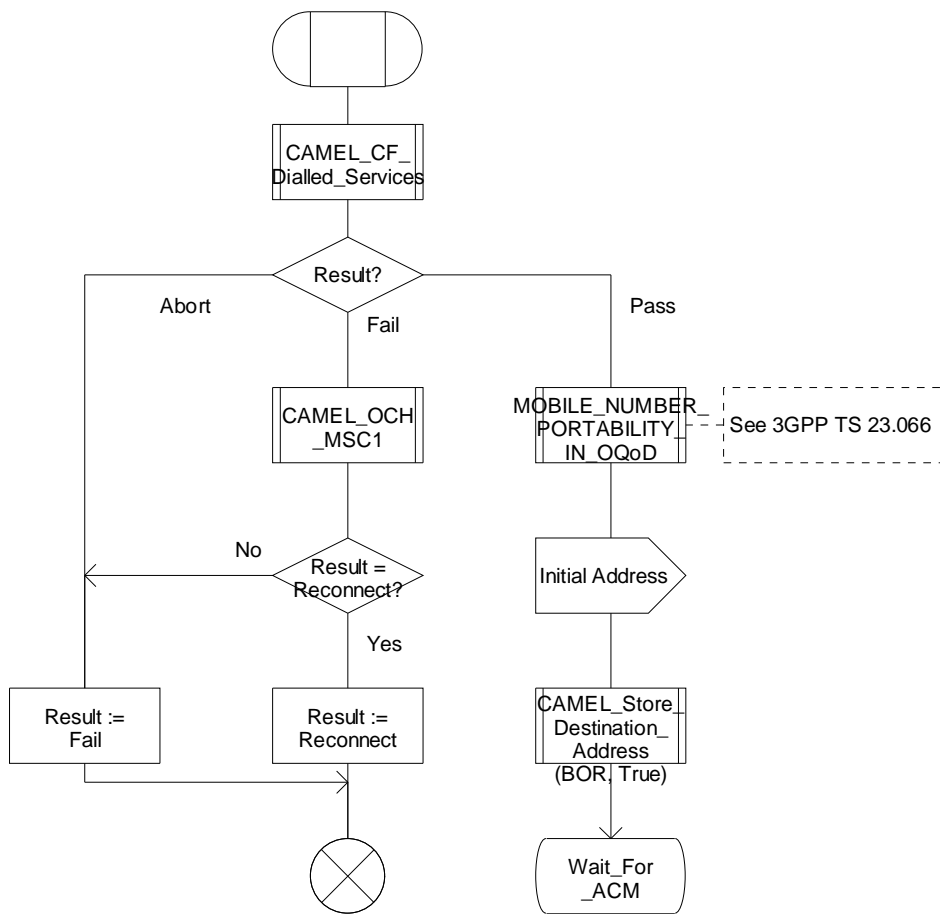 CAMEL_CF_
Dialled_Services
Result?
Abort
Fail
Pass
CAMEL_OCH
_MSC1
MOBILE_NUMBER_
PORTABILITY_
IN_OQoD
See 3GPP TS 23.066
No
Result =
Reconnect?
Initial Address
Yes
Result :=
Fail
Result :=
Reconnect
CAMEL_Store_
Destination_
Address
(BOR, True)
Wait_For
_ACM